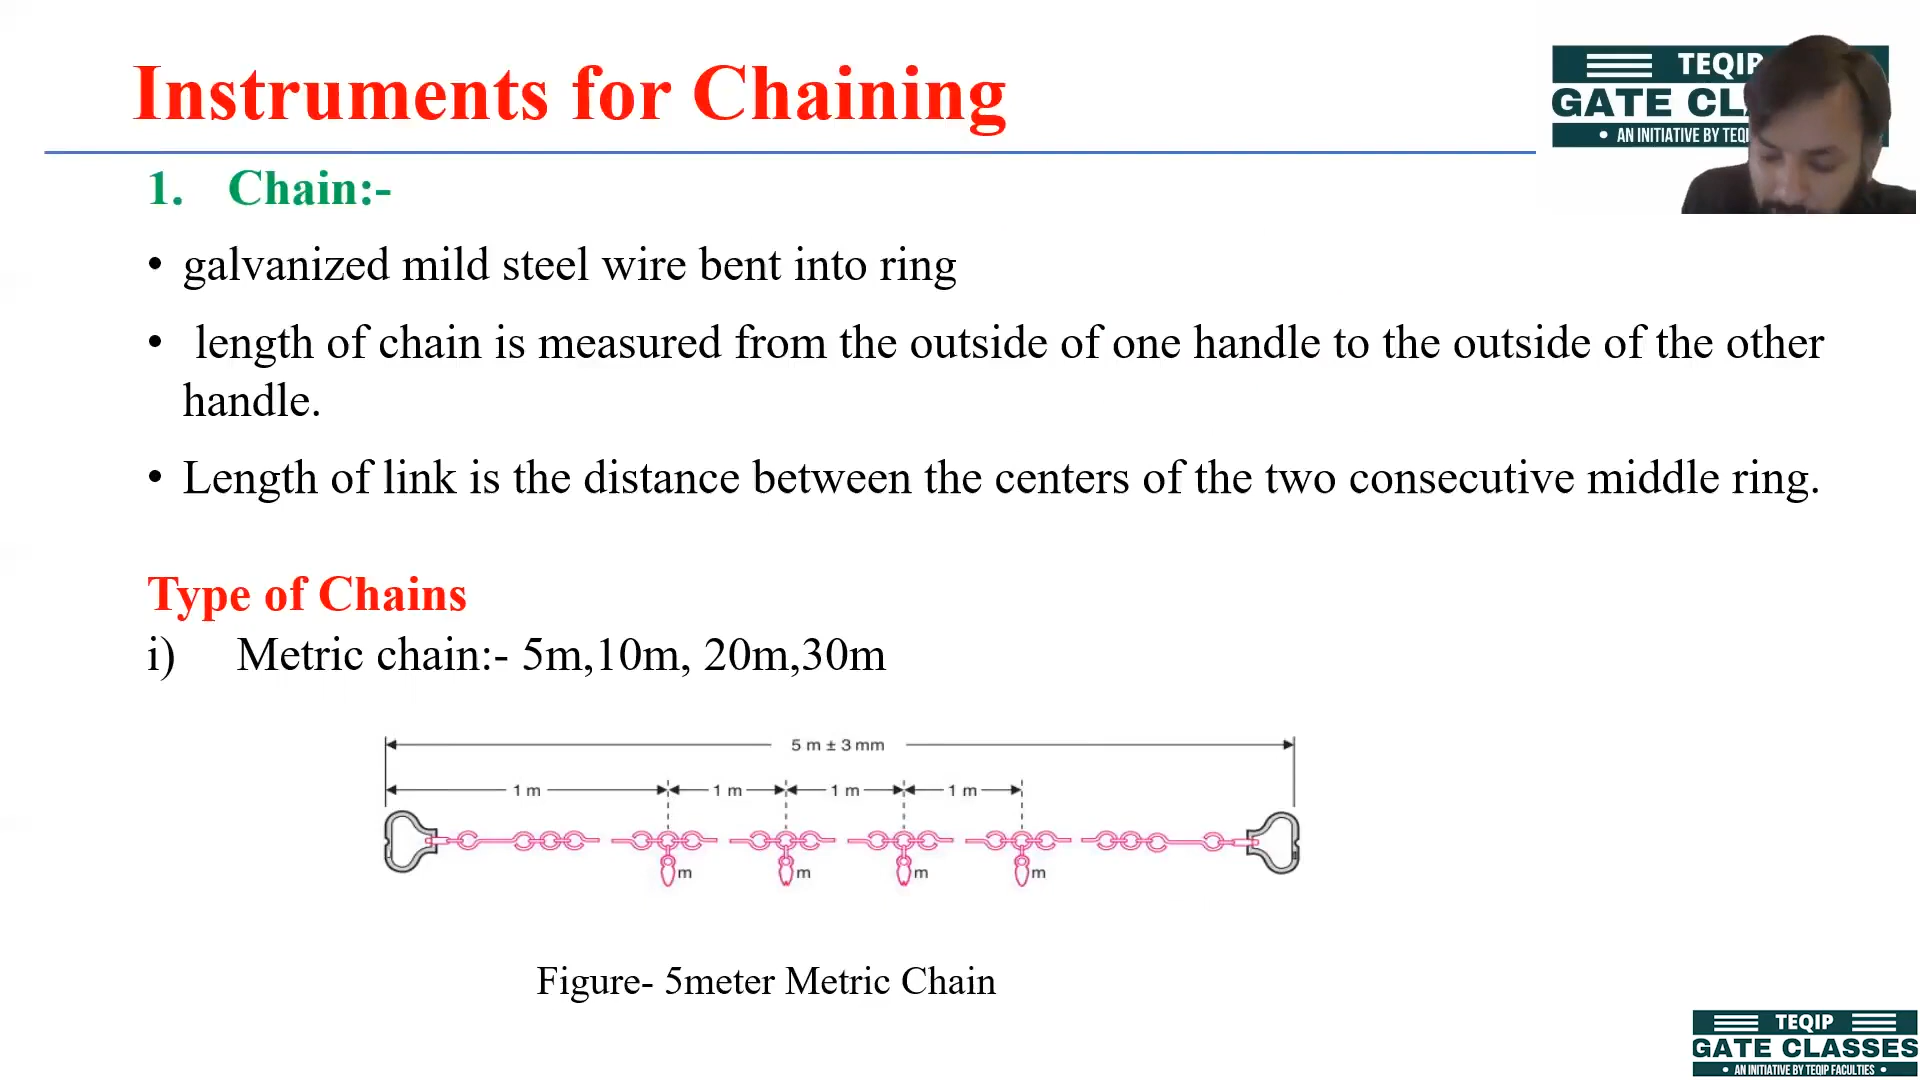 Instruments for Chaining
TEQIP
GATE
• AN INITIATIVE BY
1. Chain:-
• galvanized mild steel wire bent into ring
• length of chain is measured from the outside of one handle to the outside of the other
handle.
• Length of link is the distance between the centers of the two consecutive middle ring.
Type of Chains
i) Metric chain:- 5m,10m, 20m,30m
5 m ± 3 mm
1 m 1 m 1 m 1 m
m m m m
Figure- 5meter Metric Chain
TEQIP
GATE CLASSES
• AN INITIATIVE BY TEQIP FACULTIES •